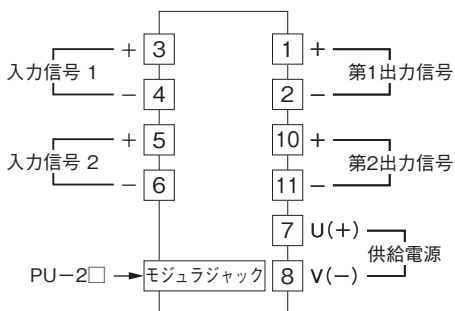 + 3
入力信号 1
− 4
+ 5
入力信号 2
− 6
PU−2□ モジュラジャック
1 +
第1出力信号
2 −
10 +
第2出力信号
11 −
7 U(+)
供給電源
8 V(−)